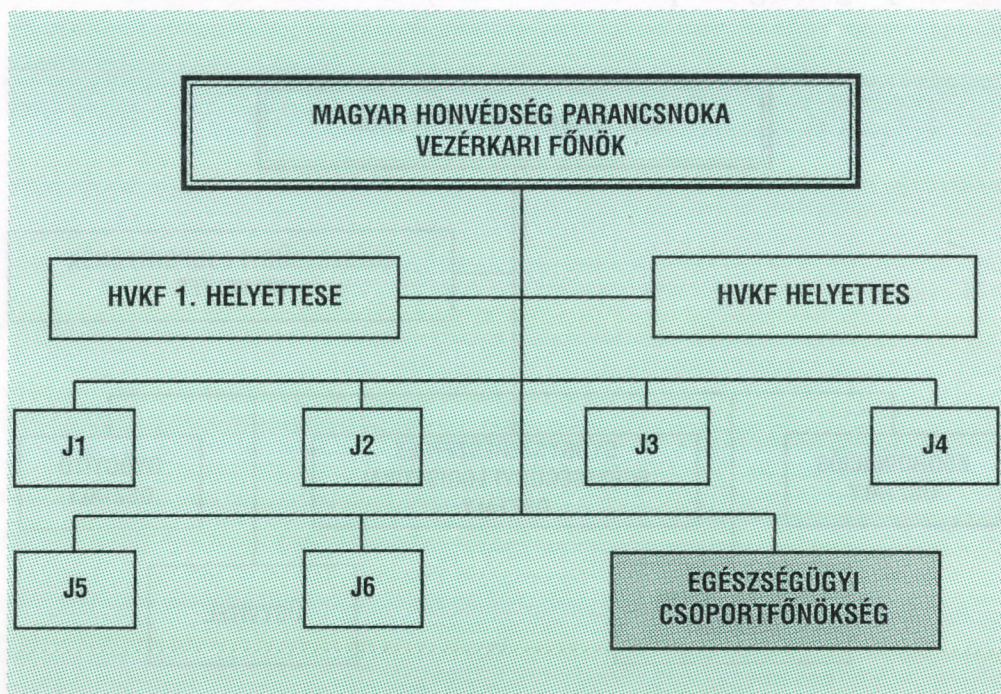 MAGYAR HONVÉDSÉG PARANCSNOKA
VEZÉRKARI FŐNÖK
HVKF 1. HELYETTESE
HVKF HELYETTES
J1
J2
J3
J4
J5
J6
EGÉSZSÉGÜGYI
CSOPORTFŐNÖKSÉG